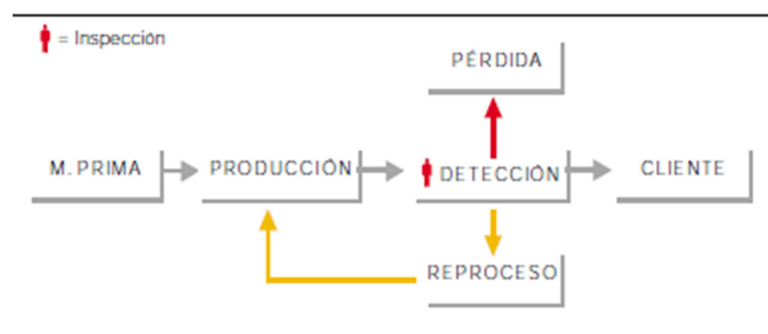 = Inspección
PÉRDIDA
M. PRIMA
PRODUCCIÓN
DETECCIÓN
CLIENTE
REPROCESO